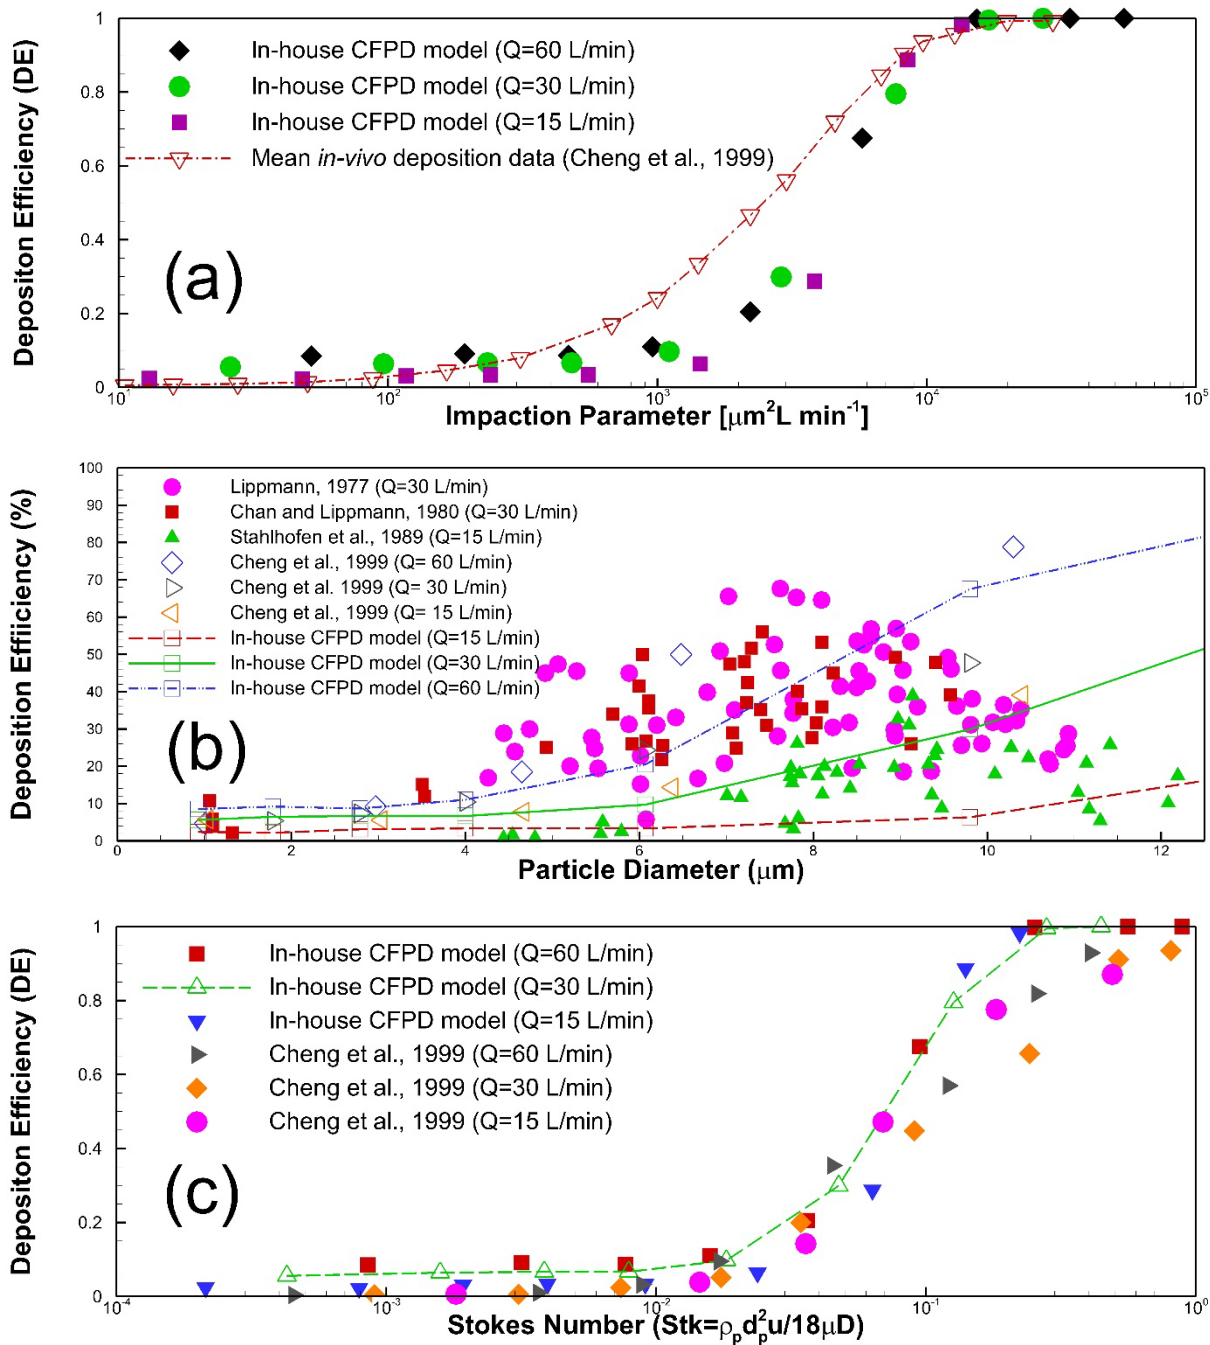 Depositon Efficiency (DE)
1
0.8
0.6
0.4
0.2
0
In-house CFPD model (Q=60 L/min)
In-house CFPD model (Q=30 L/min)
In-house CFPD model (Q=15 L/min)
Mean in-vivo deposition data (Cheng et al., 1999)
(a)
10¹ 10² 10³ 10⁴ 10⁵
Impaction Parameter [μm²L min⁻¹]
Deposition Effiiciency (%)
100
90
80
70
60
50
40
30
20
10
0
Lippmann, 1977 (Q=30 L/min)
Chan and Lippmann, 1980 (Q=30 L/min)
Stahlhofen et al., 1989 (Q=15 L/min)
Cheng et al., 1999 (Q= 60 L/min)
Cheng et al. 1999 (Q= 30 L/min)
Cheng et al., 1999 (Q= 15 L/min)
In-house CFPD model (Q=15 L/min)
In-house CFPD model (Q=30 L/min)
In-house CFPD model (Q=60 L/min)
(b)
0 2 4 6 8 10 12
Particle Diameter (μm)
Depositon Efficiency (DE)
1
0.8
0.6
0.4
0.2
0
In-house CFPD model (Q=60 L/min)
In-house CFPD model (Q=30 L/min)
In-house CFPD model (Q=15 L/min)
Cheng et al., 1999 (Q=60 L/min)
Cheng et al., 1999 (Q=30 L/min)
Cheng et al., 1999 (Q=15 L/min)
(c)
10⁻⁴ 10⁻³ 10⁻² 10⁻¹ 10⁰
Stokes Number (Stk=ρₚdₚ²u/18μD)